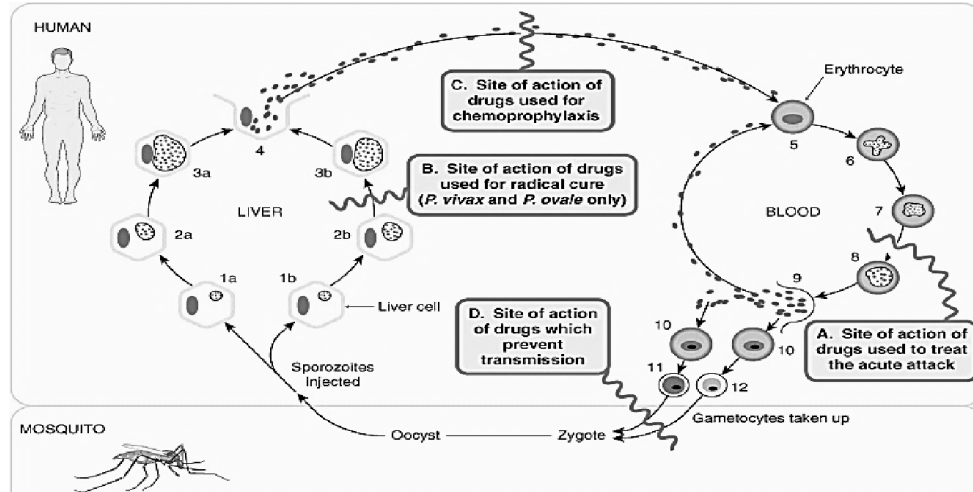 HUMAN
C. Site of action of
drugs used for
chemoprophylaxis
Erythrocyte
4
5
3a
3b
6
B. Site of action of drugs
used for radical cure
(P. vivax and P. ovale only)
LIVER
BLOOD
7
2a
2b
8
9
1a
1b
Liver cell
D. Site of action
of drugs which
prevent
transmission
10
10
A. Site of action of
drugs used to treat
the acute attack
11
12
Sporozoites
Injected
Gametocytes taken up
MOSQUITO
Oocyst
Zygote